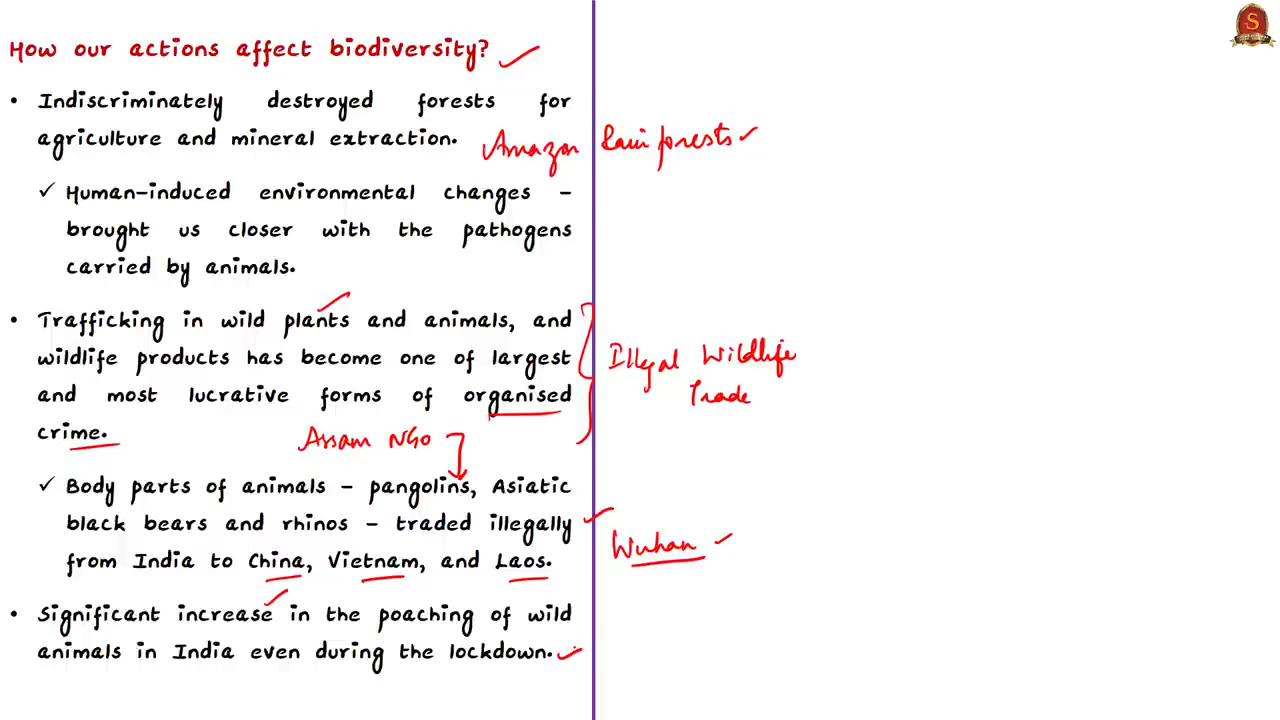 How our actions affect biodiversity?
• Indiscriminately destroyed forests for
agriculture and mineral extraction.
Amazon Rainforests
✓ Human-induced environmental changes -
brought us closer with the pathogens
carried by animals.
• Trafficking in wild plants and animals, and
wildlife products has become one of largest
and most lucrative forms of organised
crime.
Illegal Wildlife
Trade
Assam NGO
✓ Body parts of animals - pangolins, Asiatic
black bears and rhinos - traded illegally
from India to China, Vietnam, and Laos.
Wuhan
• Significant increase in the poaching of wild
animals in India even during the lockdown.
S